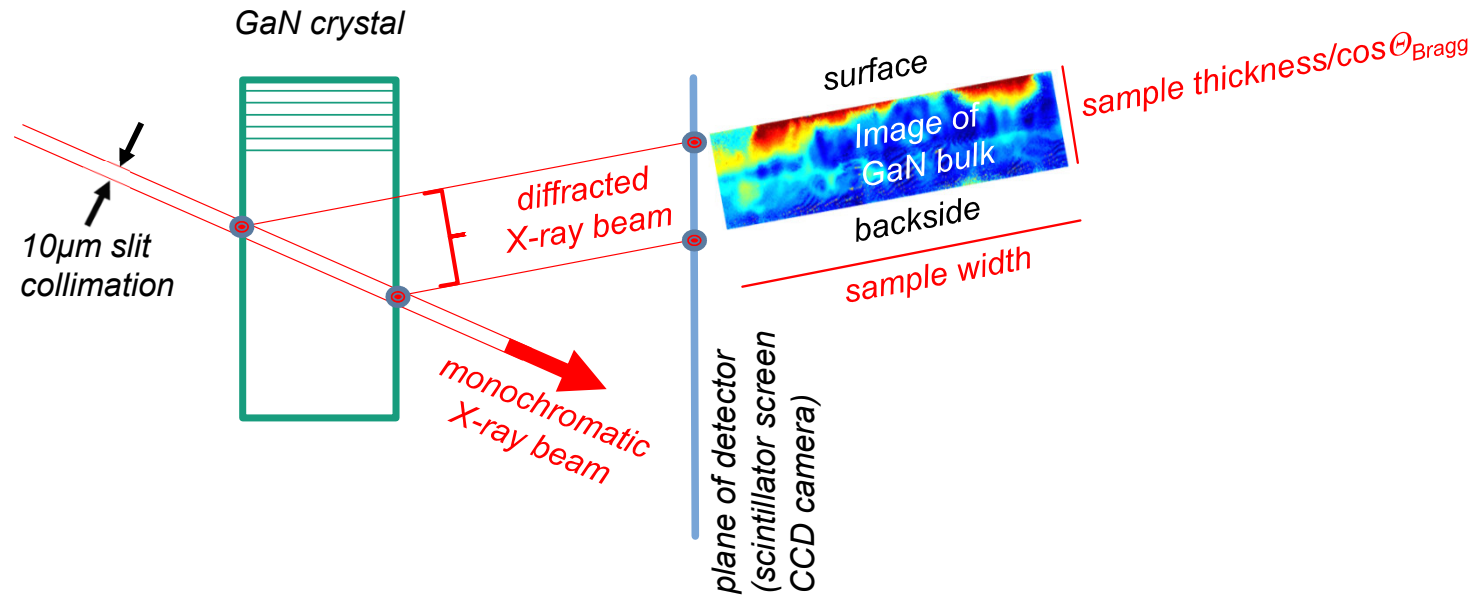 GaN crystal
10µm slit
collimation
diffracted
X-ray beam
monochromatic
X-ray beam
plane of detector
(scintillator screen
CCD camera)
surface
Image of
GaN bulk
backside
sample width
sample thickness/cosΘBragg